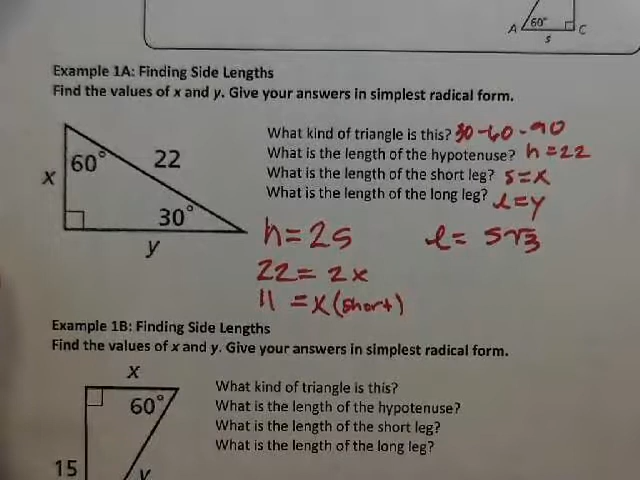 60°
A
C
s
Example 1A: Finding Side Lengths
Find the values of x and y. Give your answers in simplest radical form.
What kind of triangle is this? 30-60-90
What is the length of the hypotenuse? h=22
What is the length of the short leg? s=x
What is the length of the long leg? l=y
60°
22
x
30°
y
h=2s
l= s√3
22= 2x
11 =x(short)
Example 1B: Finding Side Lengths
Find the values of x and y. Give your answers in simplest radical form.
x
60°
15
y
What kind of triangle is this?
What is the length of the hypotenuse?
What is the length of the short leg?
What is the length of the long leg?